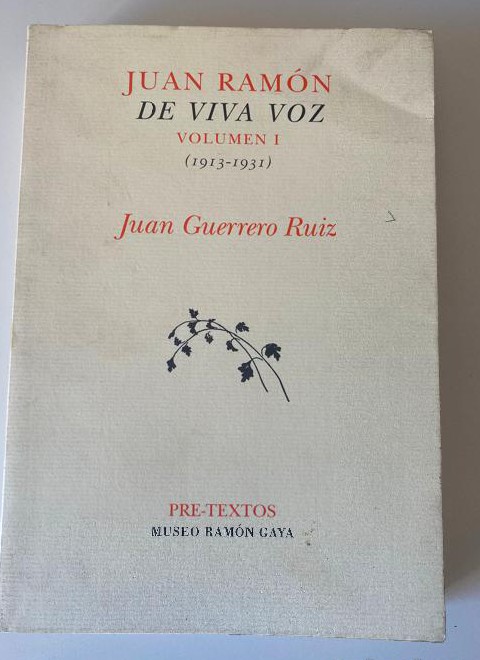 JUAN RAMÓN
DE VIVA VOZ
VOLUMEN I
(1913-1931)
Juan Guerrero Ruiz
PRE-TEXTOS
MUSEO RAMÓN GAYA